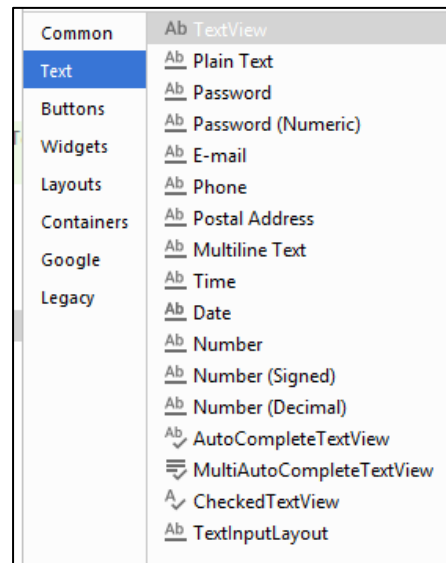 Common
Text
Buttons
Widgets
Layouts
Containers
Google
Legacy
Ab TextView
Ab Plain Text
Ab Password
Ab Password (Numeric)
Ab E-mail
Ab Phone
Ab Postal Address
Ab Multiline Text
Ab Time
Ab Date
Ab Number
Ab Number (Signed)
Ab Number (Decimal)
Ab AutoCompleteTextView
MultiAutoCompleteTextView
A CheckedTextView
Ab TextInputLayout